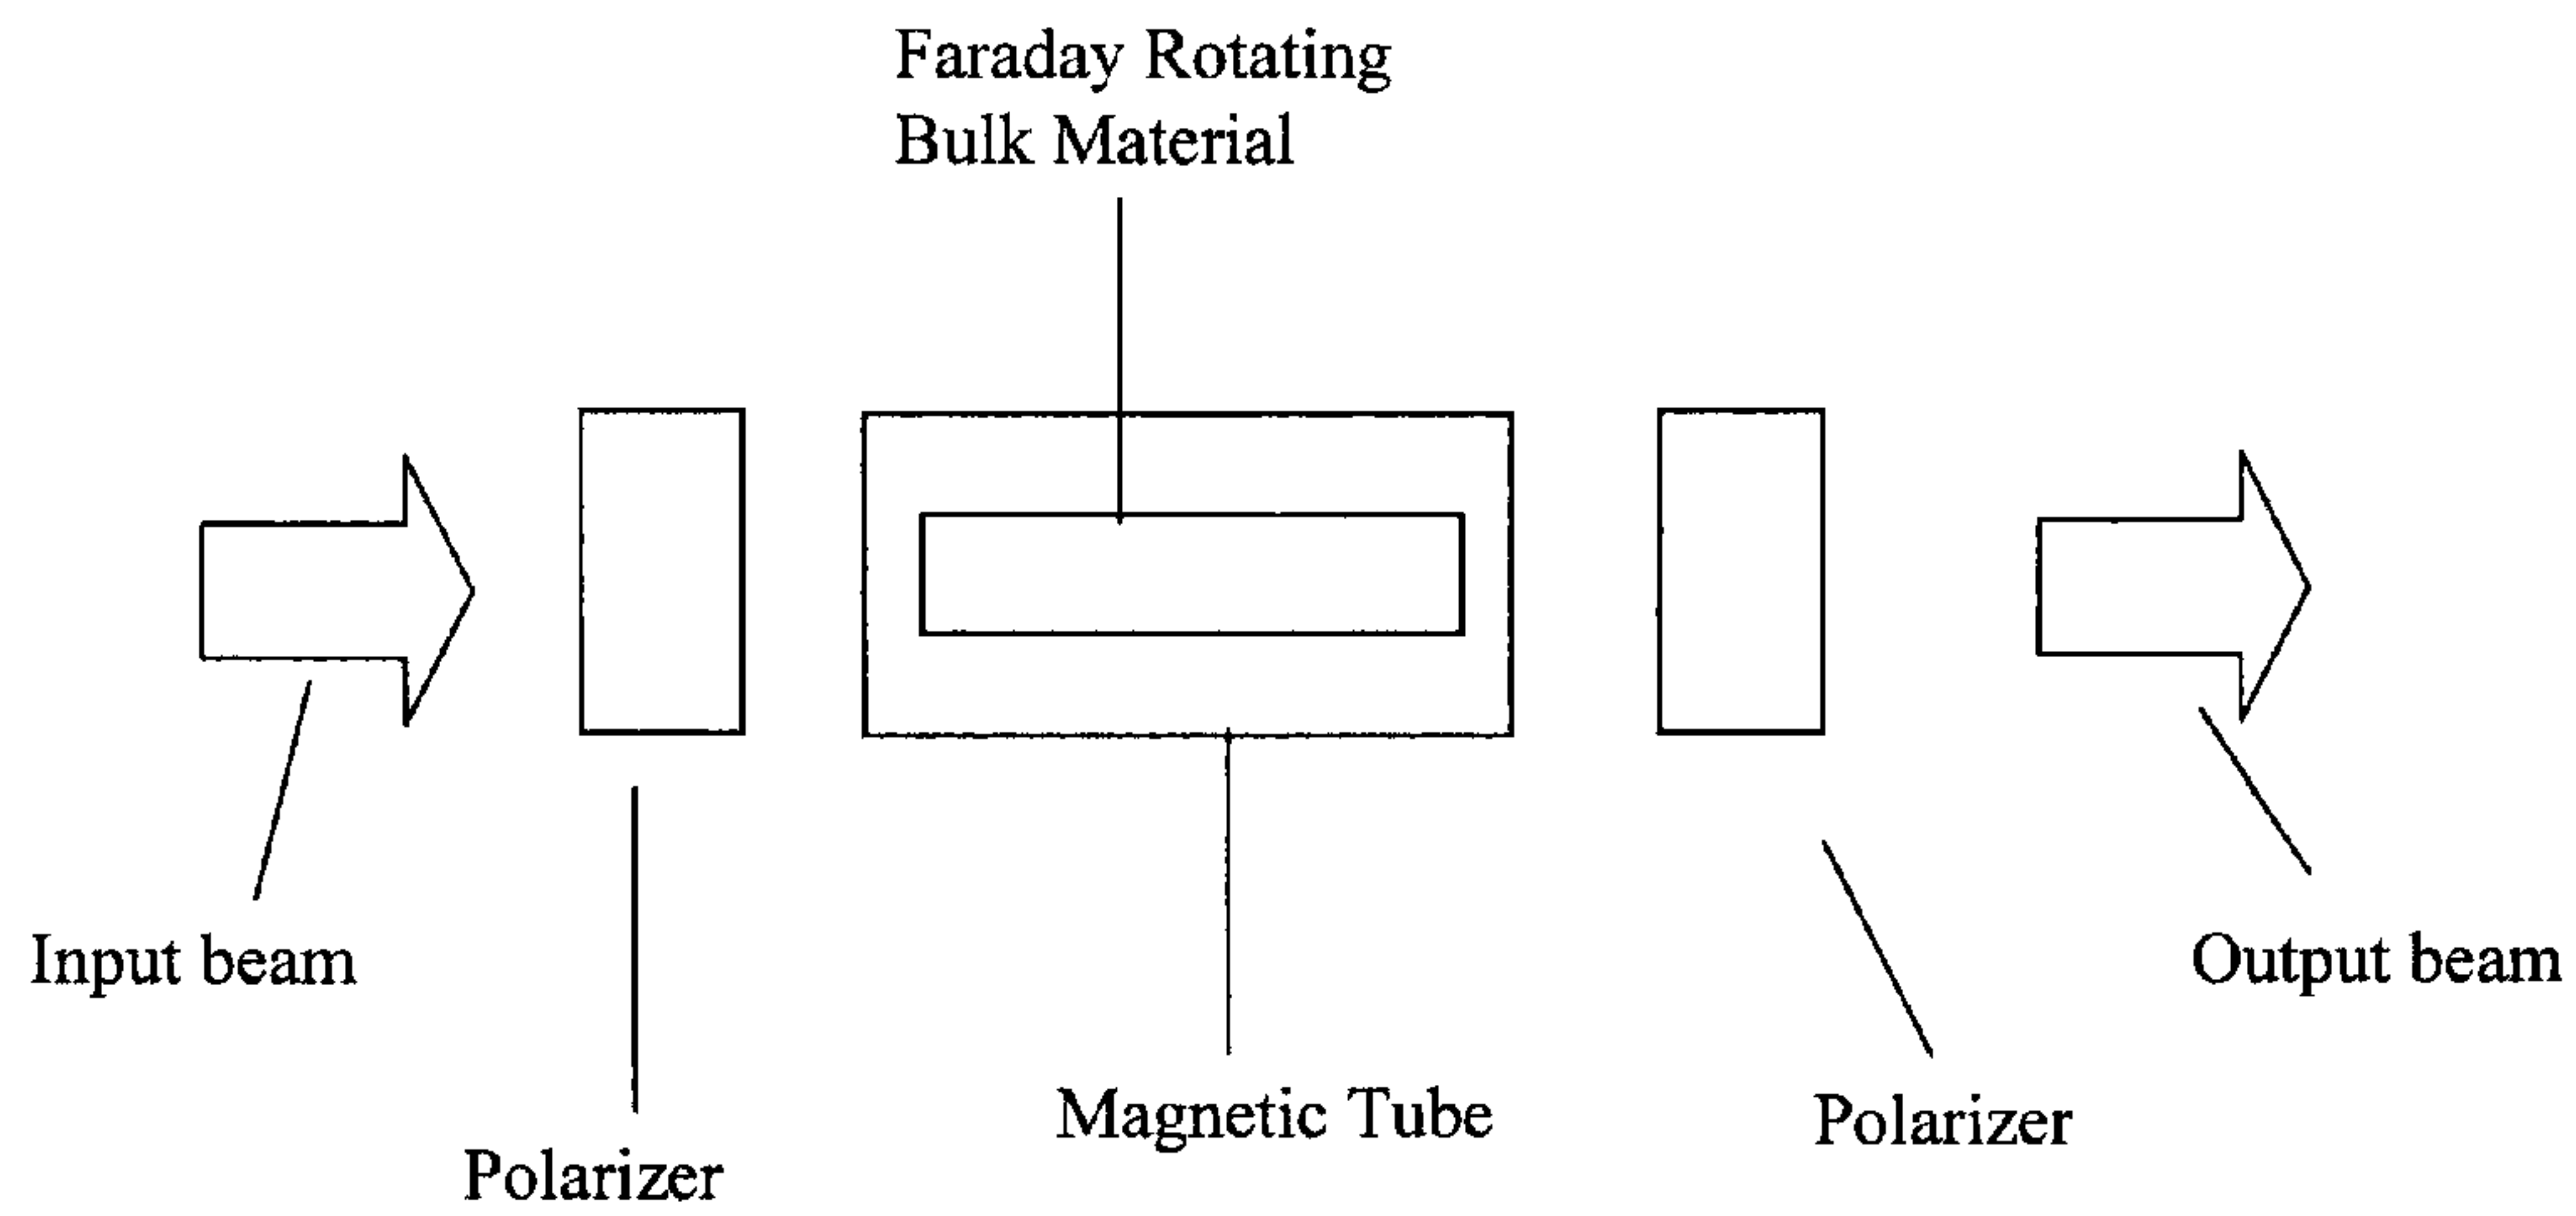 Faraday Rotating
Bulk Material
Input beam
Output beam
Magnetic Tube
Polarizer
Polarizer